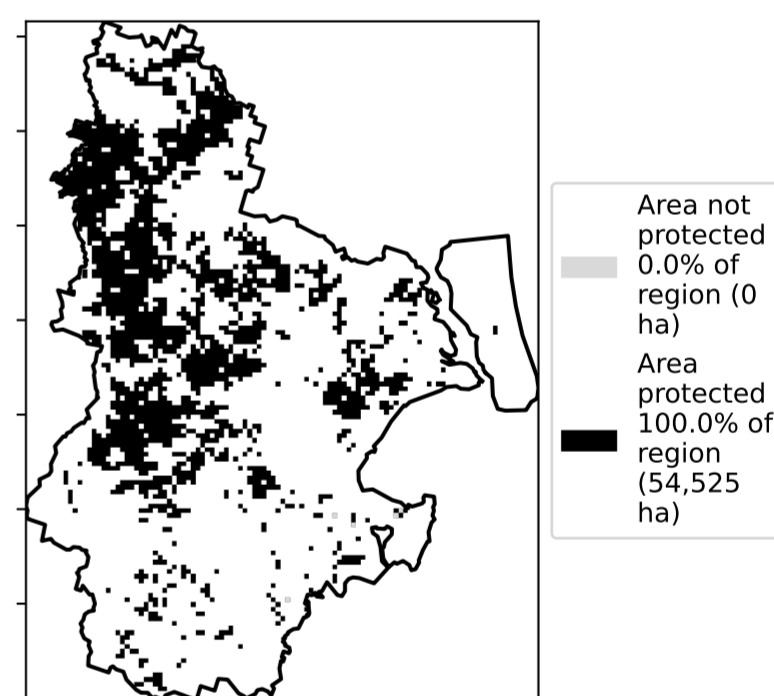 Area not
protected
0.0% of
region (0
ha)
Area
protected
100.0% of
region
(54,525
ha)